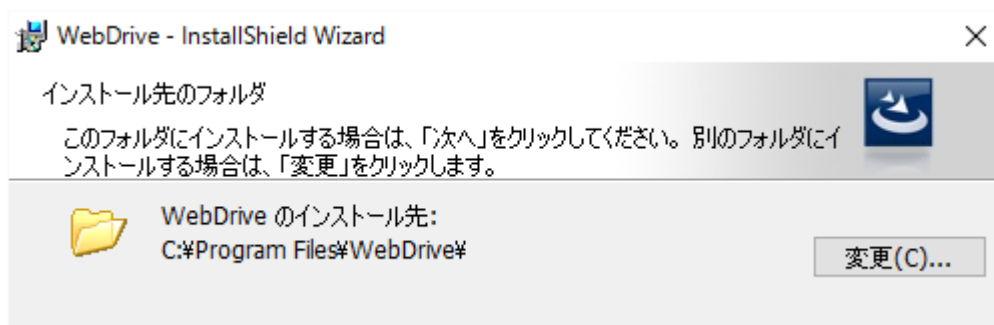 WebDrive - InstallShield Wizard
インストール先のフォルダ
このフォルダにインストールする場合は、「次へ」をクリックしてください。別のフォルダにイ
ンストールする場合は、「変更」をクリックします。
WebDrive のインストール先:
C:¥Program Files¥WebDrive¥
変更(C)...